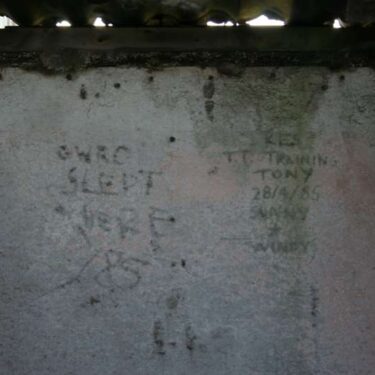 GWRC
SLEPT
HERE
/85
T.T. TRAINING
TONY
28/4/85
SUNNY
+
WINDY